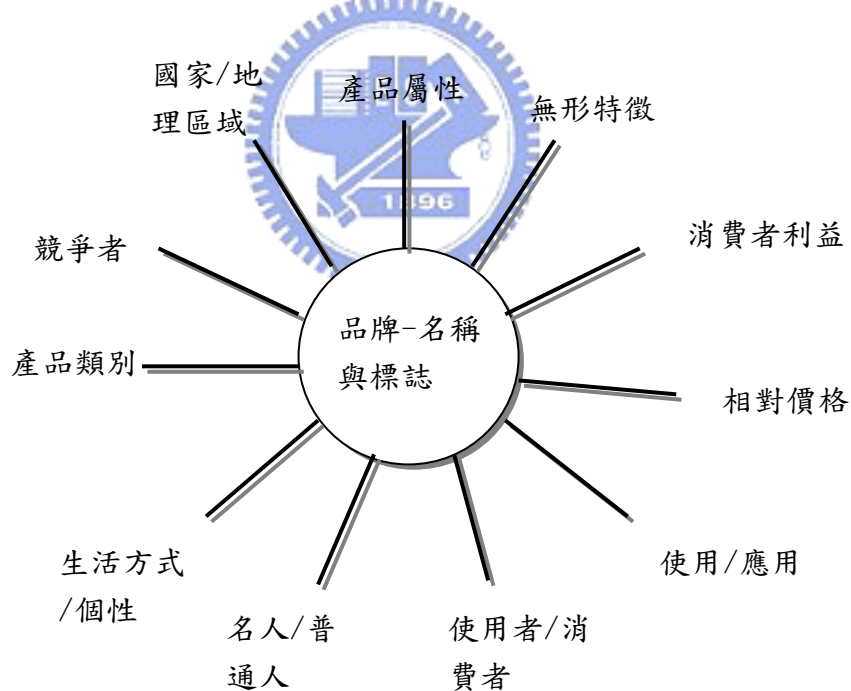 國家/地
理區域
產品屬性
無形特徵
1896
競爭者
消費者利益
品牌-名稱
與標誌
產品類別
相對價格
生活方式
/個性
使用/應用
名人/普
通人
使用者/消
費者